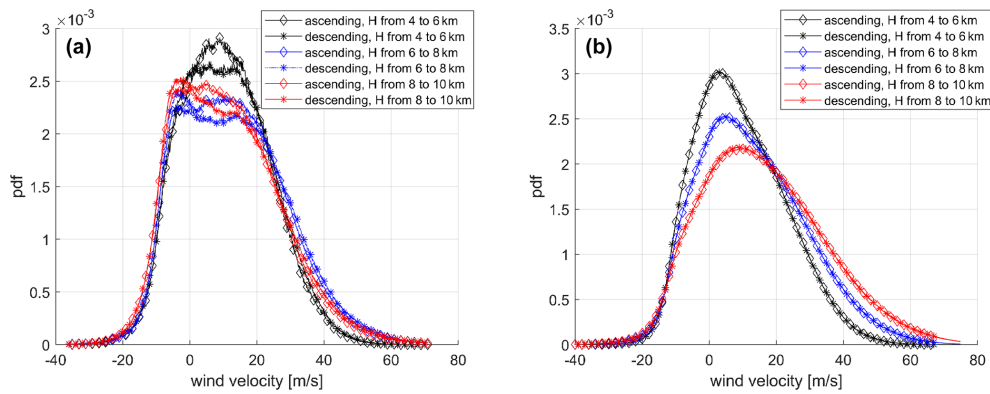 ×10⁻³
(a)
ascending, H from 4 to 6 km
descending, H from 4 to 6 km
ascending, H from 6 to 8 km
descending, H from 6 to 8 km
ascending, H from 8 to 10 km
descending, H from 8 to 10 km
3
2.5
2
1.5
1
0.5
0
pdf
-40 -20 0 20 40 60 80
wind velocity [m/s]
×10⁻³
(b)
ascending, H from 4 to 6 km
descending, H from 4 to 6 km
ascending, H from 6 to 8 km
descending, H from 6 to 8 km
ascending, H from 8 to 10 km
descending, H from 8 to 10 km
3.5
3
2.5
2
1.5
1
0.5
0
pdf
-40 -20 0 20 40 60 80
wind velocity [m/s]